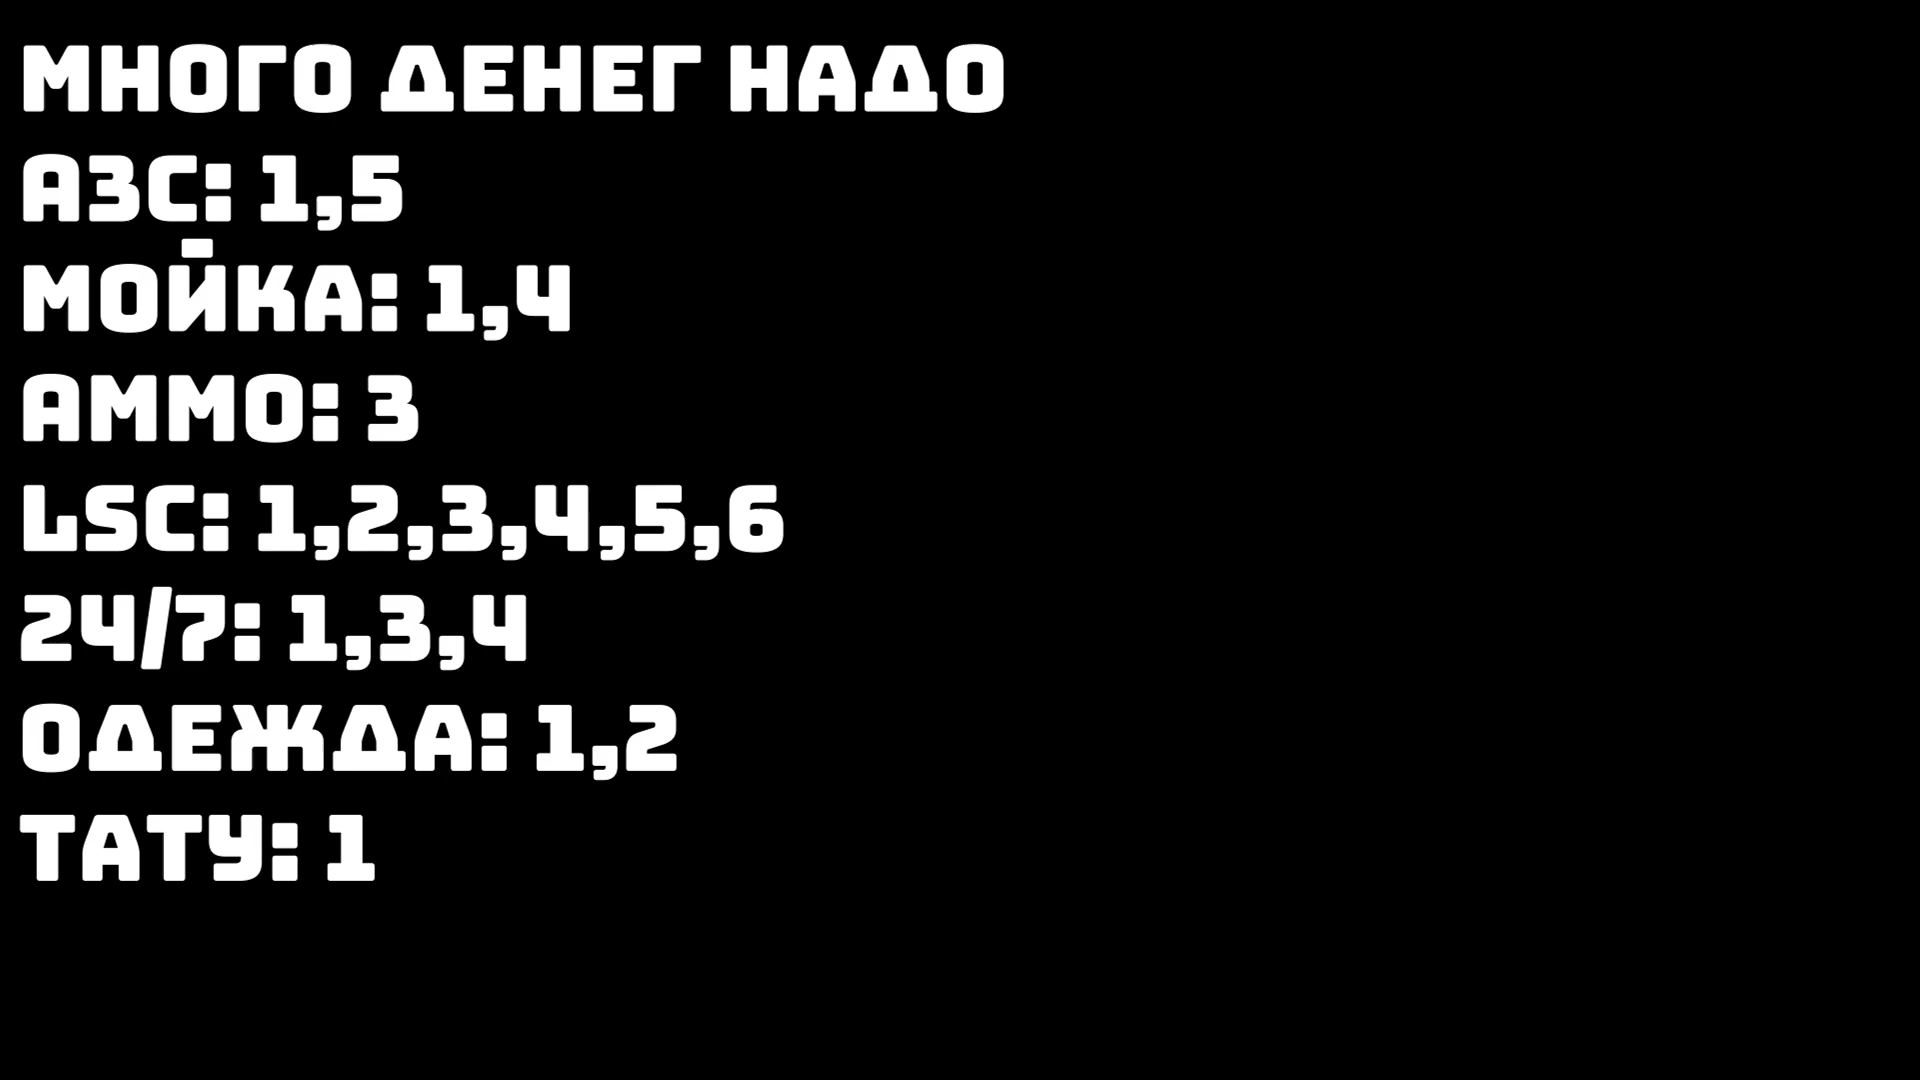 МНОГО ДЕНЕГ НАДО
АЗС: 1,5
МОЙКА: 1,4
АММО: 3
LSC: 1,2,3,4,5,6
24/7: 1,3,4
ОДЕЖДА: 1,2
ТАТУ: 1